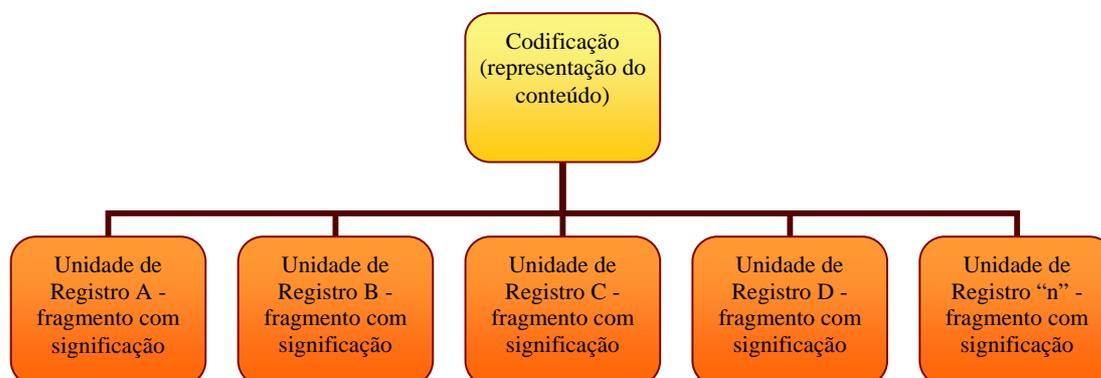 Codificação
(representação do
conteúdo)
Unidade de
Registro A -
fragmento com
significação
Unidade de
Registro B -
fragmento com
significação
Unidade de
Registro C -
fragmento com
significação
Unidade de
Registro D -
fragmento com
significação
Unidade de
Registro “n” -
fragmento com
significação